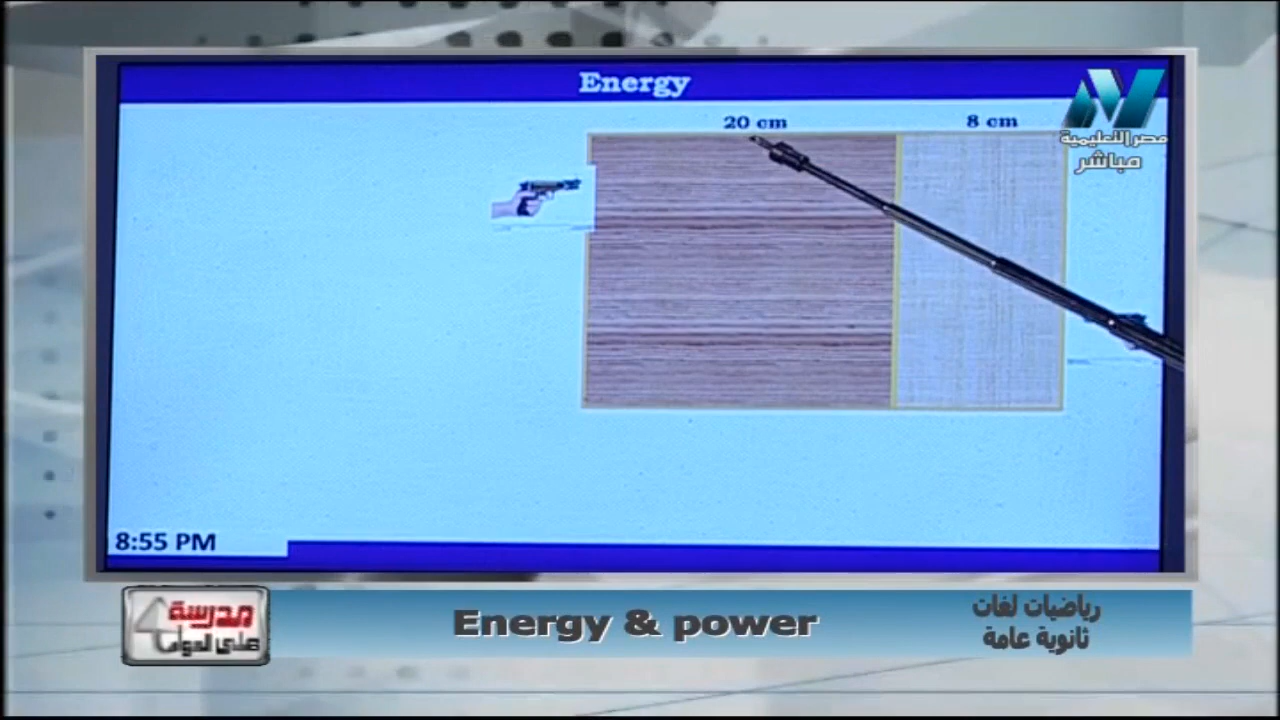 Energy
20 cm
8 cm
مصر التعليمية
مباشر
8:55 PM
مدرسة
على الهواء
Energy & power
رياضيات لغات
ثانوية عامة